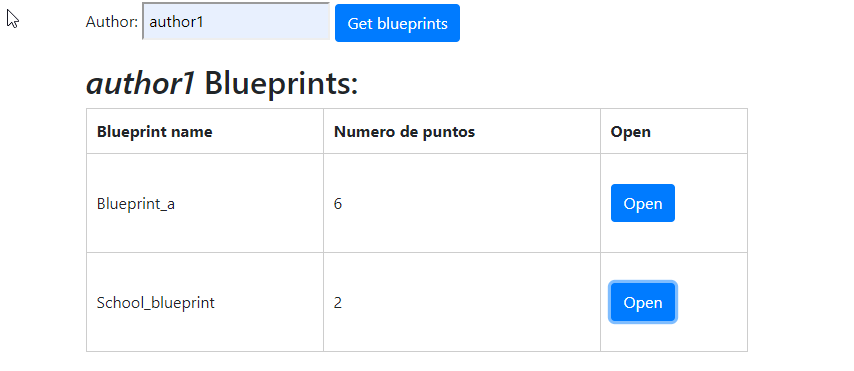 Author: author1 Get blueprints
author1 Blueprints:
Blueprint name Numero de puntos Open
Blueprint_a 6 Open
School_blueprint 2 Open